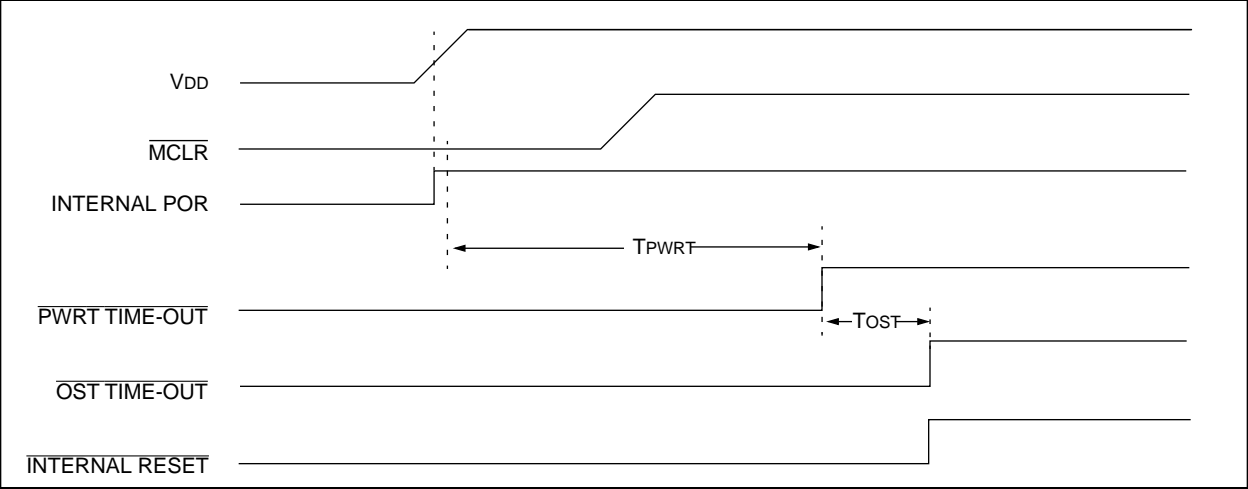 VDD
MCLR
INTERNAL POR
TPWRT
PWRT TIME-OUT
TOST
OST TIME-OUT
INTERNAL RESET